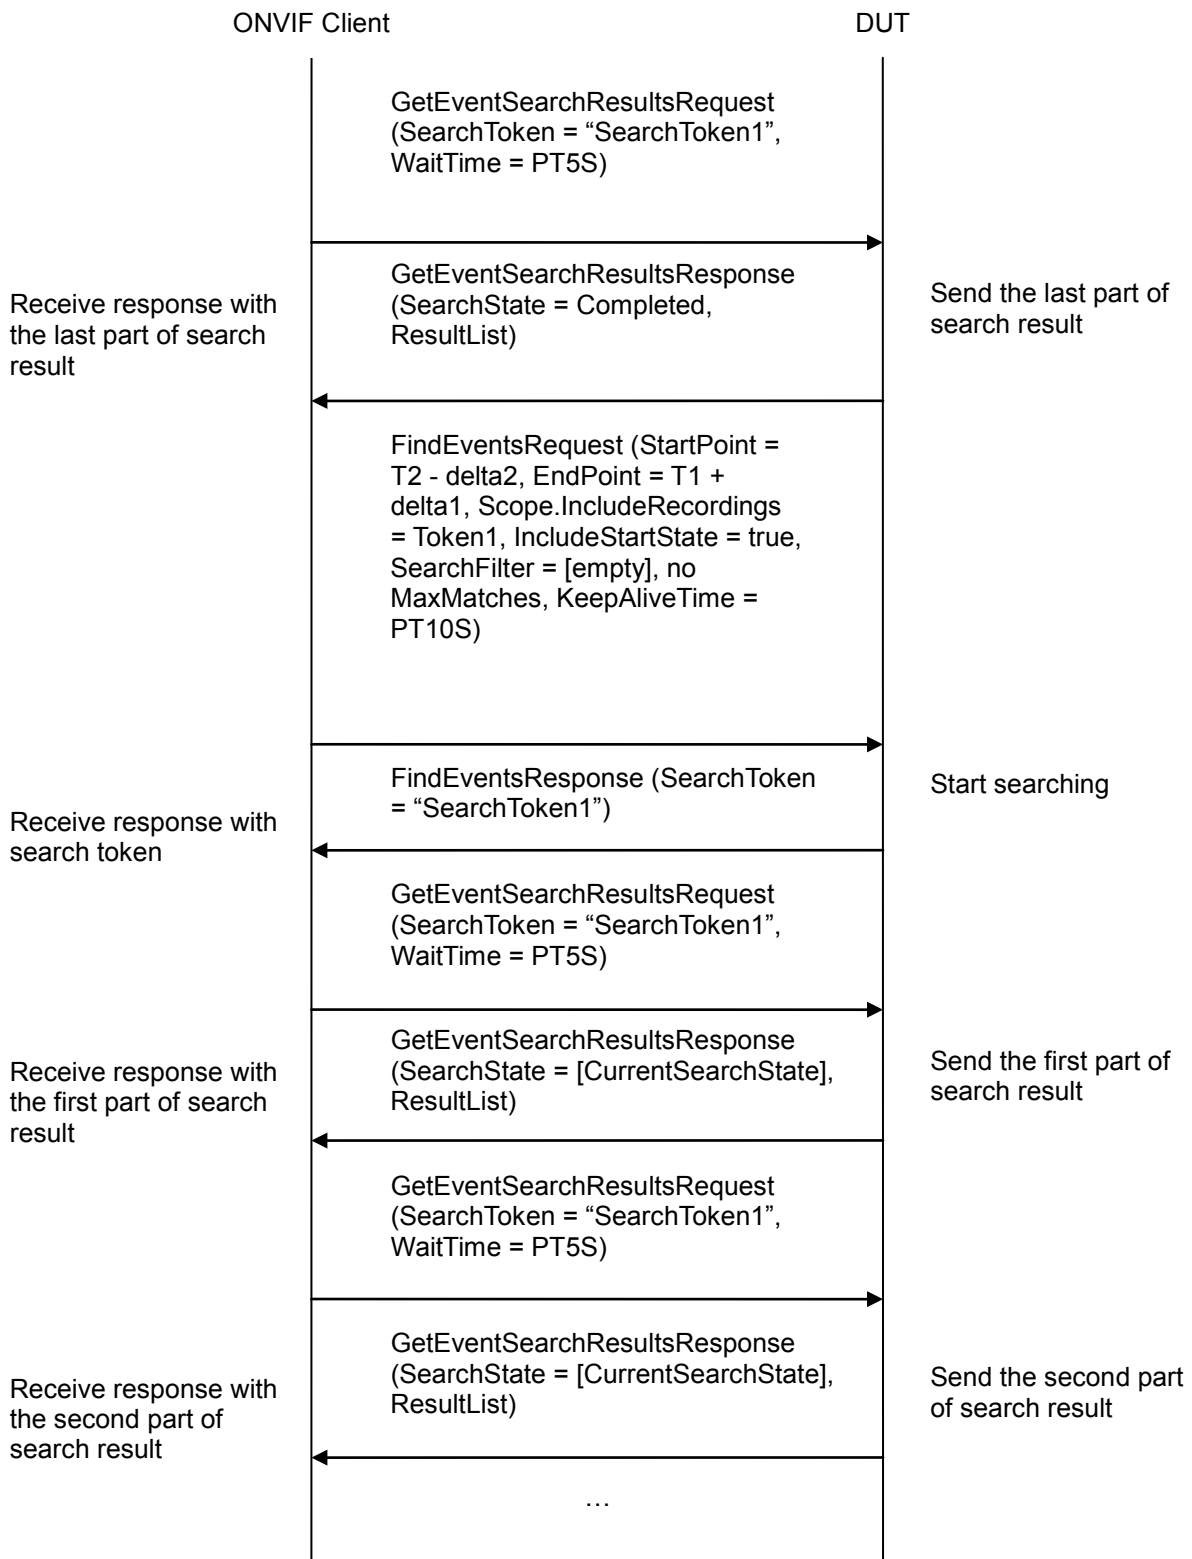 ONVIF Client
DUT
GetEventSearchResultsRequest
(SearchToken = “SearchToken1”,
WaitTime = PT5S)
GetEventSearchResultsResponse
(SearchState = Completed,
ResultList)
Receive response with
the last part of search
result
Send the last part of
search result
FindEventsRequest (StartPoint =
T2 - delta2, EndPoint = T1 +
delta1, Scope.IncludeRecordings
= Token1, IncludeStartState = true,
SearchFilter = [empty], no
MaxMatches, KeepAliveTime =
PT10S)
FindEventsResponse (SearchToken
= “SearchToken1”)
Start searching
Receive response with
search token
GetEventSearchResultsRequest
(SearchToken = “SearchToken1”,
WaitTime = PT5S)
GetEventSearchResultsResponse
(SearchState = [CurrentSearchState],
ResultList)
Receive response with
the first part of search
result
Send the first part of
search result
GetEventSearchResultsRequest
(SearchToken = “SearchToken1”,
WaitTime = PT5S)
GetEventSearchResultsResponse
(SearchState = [CurrentSearchState],
ResultList)
Receive response with
the second part of
search result
Send the second part
of search result
…